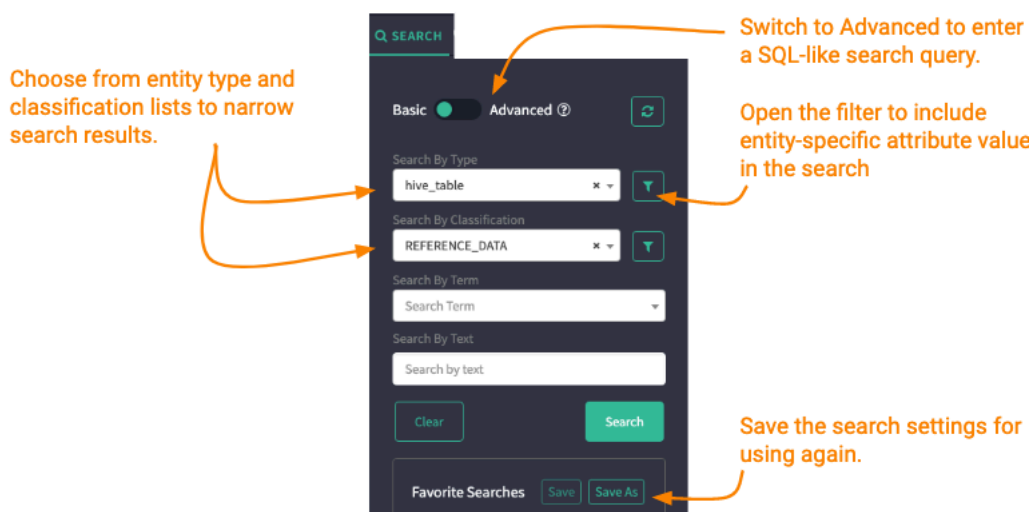 SEARCH
Switch to Advanced to enter
a SQL-like search query.
Choose from entity type and
classification lists to narrow
search results.
Basic Advanced ?
Open the filter to include
entity-specific attribute value
in the search
Search By Type
hive_table × 
Search By Classification
REFERENCE_DATA ×
Search By Term
Search Term
Search By Text
Search by text
Clear Search
Save the search settings for
using again.
Favorite Searches Save Save As